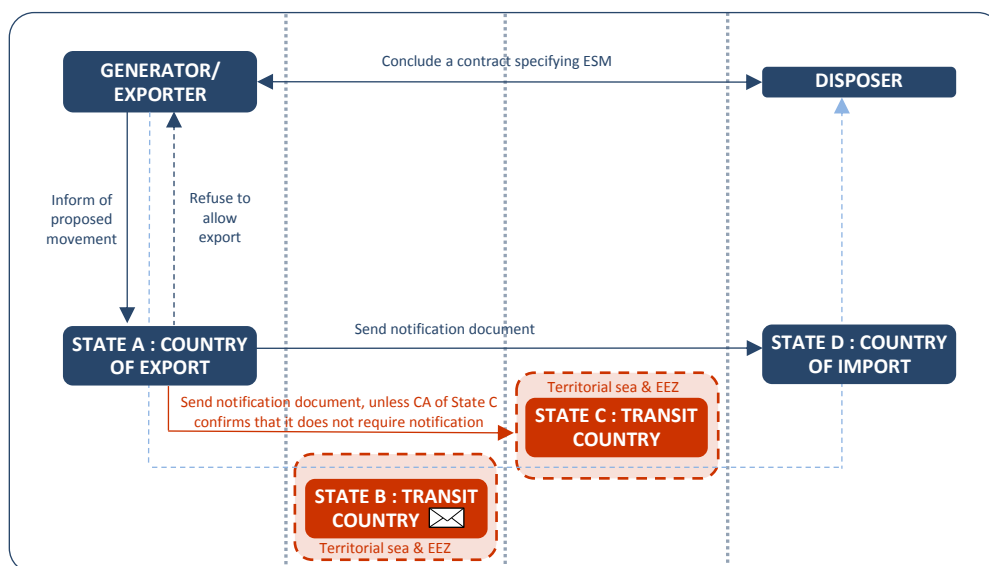 GENERATOR/
EXPORTER
Conclude a contract specifying ESM
DISPOSER
Inform of
proposed
movement
Refuse to
allow
export
STATE A : COUNTRY
OF EXPORT
Send notification document
STATE D : COUNTRY
OF IMPORT
Send notification document, unless CA of State C
confirms that it does not require notification
Territorial sea & EEZ
STATE C : TRANSIT
COUNTRY
STATE B : TRANSIT
COUNTRY
Territorial sea & EEZ